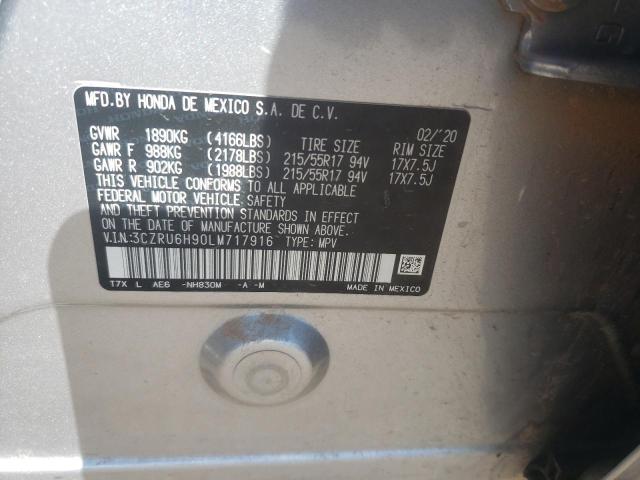 MFD.BY HONDA DE MEXICO S.A. DE C.V.
02/'20
GVWR 1890KG (4166LBS) TIRE SIZE RIM SIZE
GAWR F 988KG (2178LBS) 215/55R17 94V 17X7.5J
GAWR R 902KG (1988LBS) 215/55R17 94V 17X7.5J
THIS VEHICLE CONFORMS TO ALL APPLICABLE
FEDERAL MOTOR VEHICLE SAFETY
AND THEFT PREVENTION STANDARDS IN EFFECT
ON THE DATE OF MANUFACTURE SHOWN ABOVE.
V.I.N:3CZRU6H90LM717916 TYPE: MPV
T7X L AE6 -NH830M -A -M MADE IN MEXICO